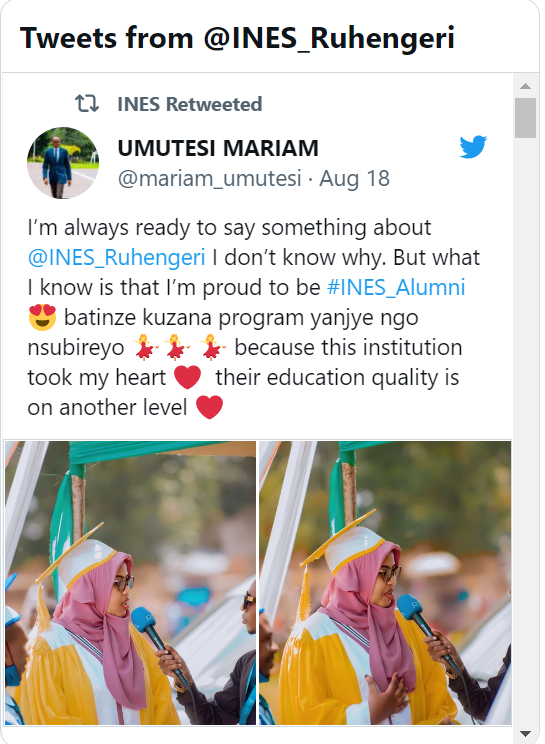 Tweets from @INES_Ruhengeri
INES Retweeted
UMUTESI MARIAM
@mariam_umutesi · Aug 18
I’m always ready to say something about
@INES_Ruhengeri I don’t know why. But what
I know is that I’m proud to be #INES_Alumni
😍 batinze kuzana program yanjye ngo
nsubireyo 💃💃💃 because this institution
took my heart ❤️ their education quality is
on another level ❤️